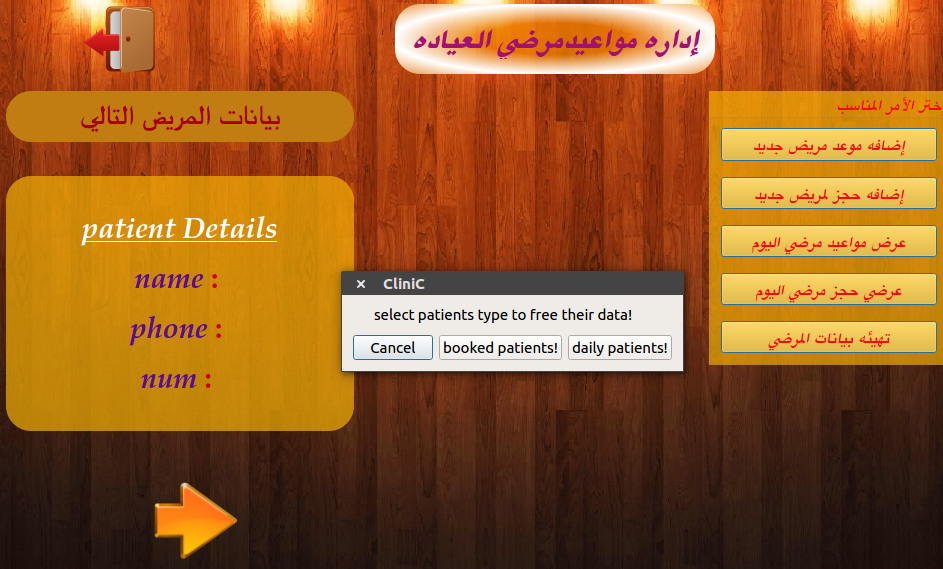 إداره مواعيدمرضي العياده
بيانات المريض التالي
patient Details
name :
phone :
num :
CliniC
select patients type to free their data!
Cancel
booked patients!
daily patients!
ختر الأمر المناسب
إضافه موعد مريض جديد
إضافه حجز لمريض جديد
عرض مواعيد مرضي اليوم
عرضي حجز مرضي اليوم
تهيئه بيانات المرضي